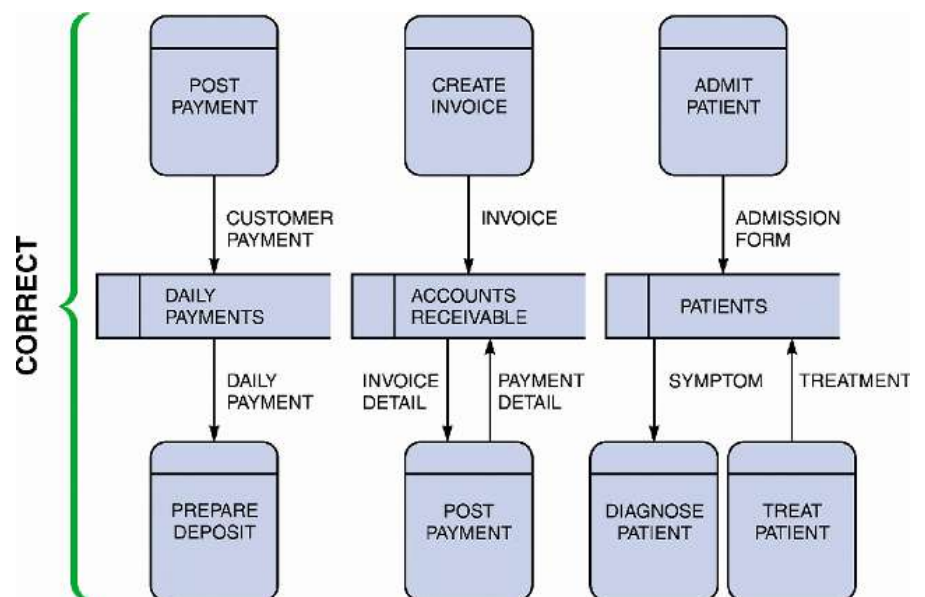 CORRECT
POST
PAYMENT
CREATE
INVOICE
ADMIT
PATIENT
CUSTOMER
PAYMENT
INVOICE
ADMISSION
FORM
DAILY
PAYMENTS
ACCOUNTS
RECEIVABLE
PATIENTS
DAILY
PAYMENT
INVOICE
DETAIL
PAYMENT
DETAIL
SYMPTOM
TREATMENT
PREPARE
DEPOSIT
POST
PAYMENT
DIAGNOSE
PATIENT
TREAT
PATIENT